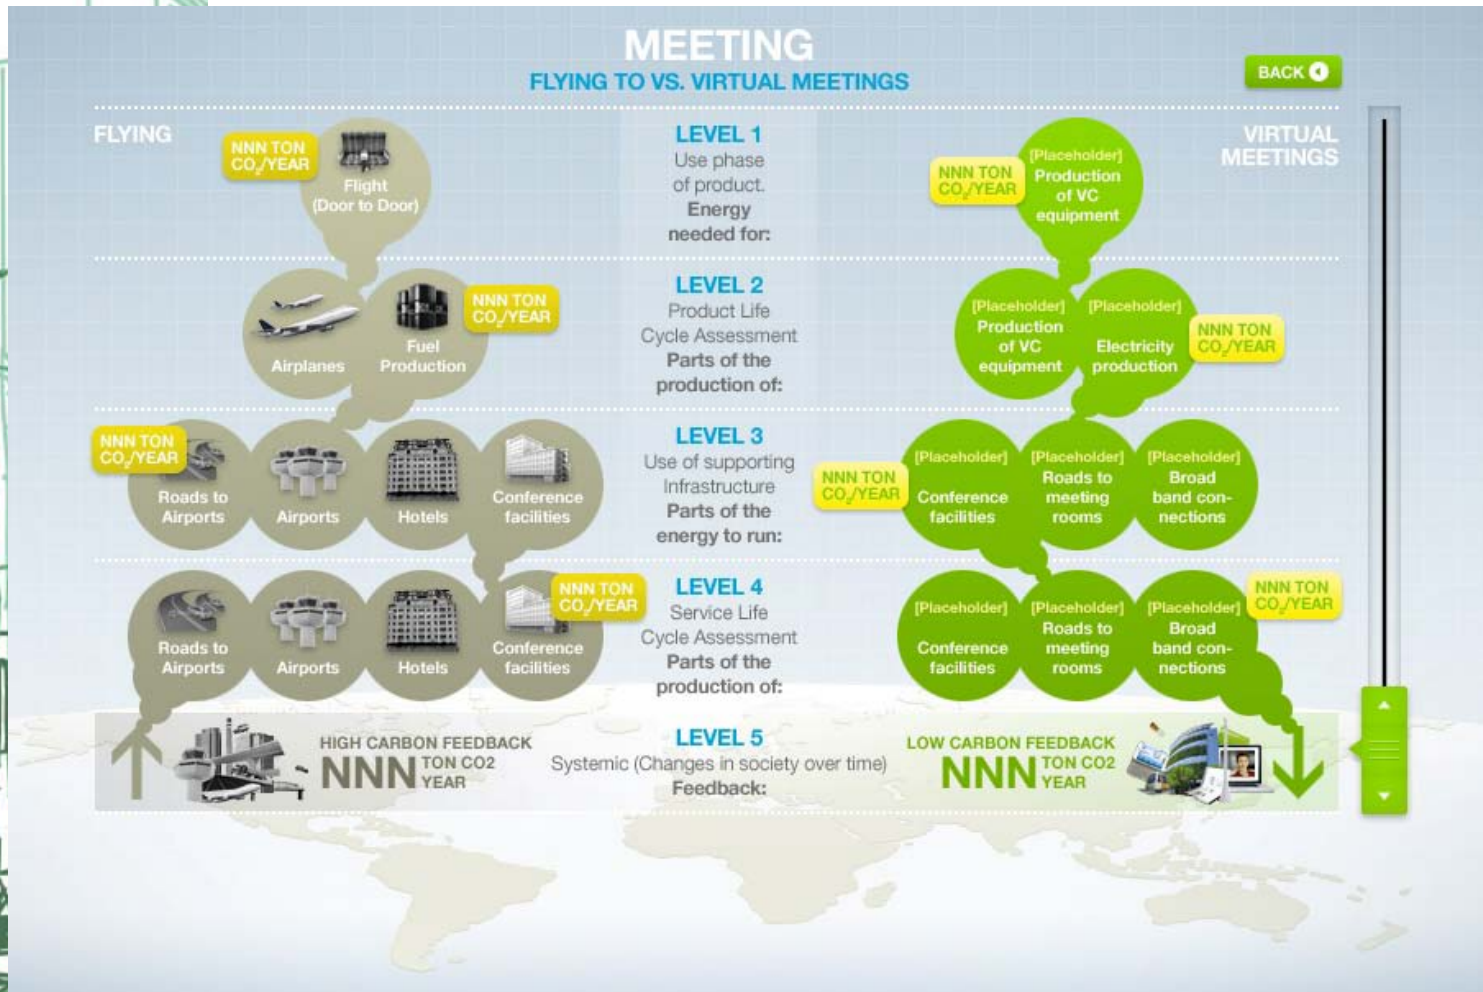 MEETING
FLYING TO VS. VIRTUAL MEETINGS
BACK
FLYING
NNN TON
CO2/YEAR
Flight
(Door to Door)
LEVEL 1
Use phase
of product.
Energy
needed for:
NNN TON
CO2/YEAR
[Placeholder]
Production
of VC
equipment
VIRTUAL
MEETINGS
Airplanes
Fuel
Production
NNN TON
CO2/YEAR
LEVEL 2
Product Life
Cycle Assessment
Parts of the
production of:
[Placeholder]
Production
of VC
equipment
[Placeholder]
Electricity
production
NNN TON
CO2/YEAR
NNN TON
CO2/YEAR
Roads to
Airports
Airports
Hotels
Conference
facilities
LEVEL 3
Use of supporting
Infrastructure
Parts of the
energy to run:
NNN TON
CO2/YEAR
[Placeholder]
Conference
facilities
[Placeholder]
Roads to
meeting
rooms
[Placeholder]
Broad
band con-
nections
Roads to
Airports
Airports
Hotels
Conference
facilities
NNN TON
CO2/YEAR
LEVEL 4
Service Life
Cycle Assessment
Parts of the
production of:
[Placeholder]
Conference
facilities
[Placeholder]
Roads to
meeting
rooms
[Placeholder]
Broad
band con-
nections
NNN TON
CO2/YEAR
HIGH CARBON FEEDBACK
NNN TON CO2
YEAR
LEVEL 5
Systemic (Changes in society over time)
Feedback:
LOW CARBON FEEDBACK
NNN TON CO2
YEAR